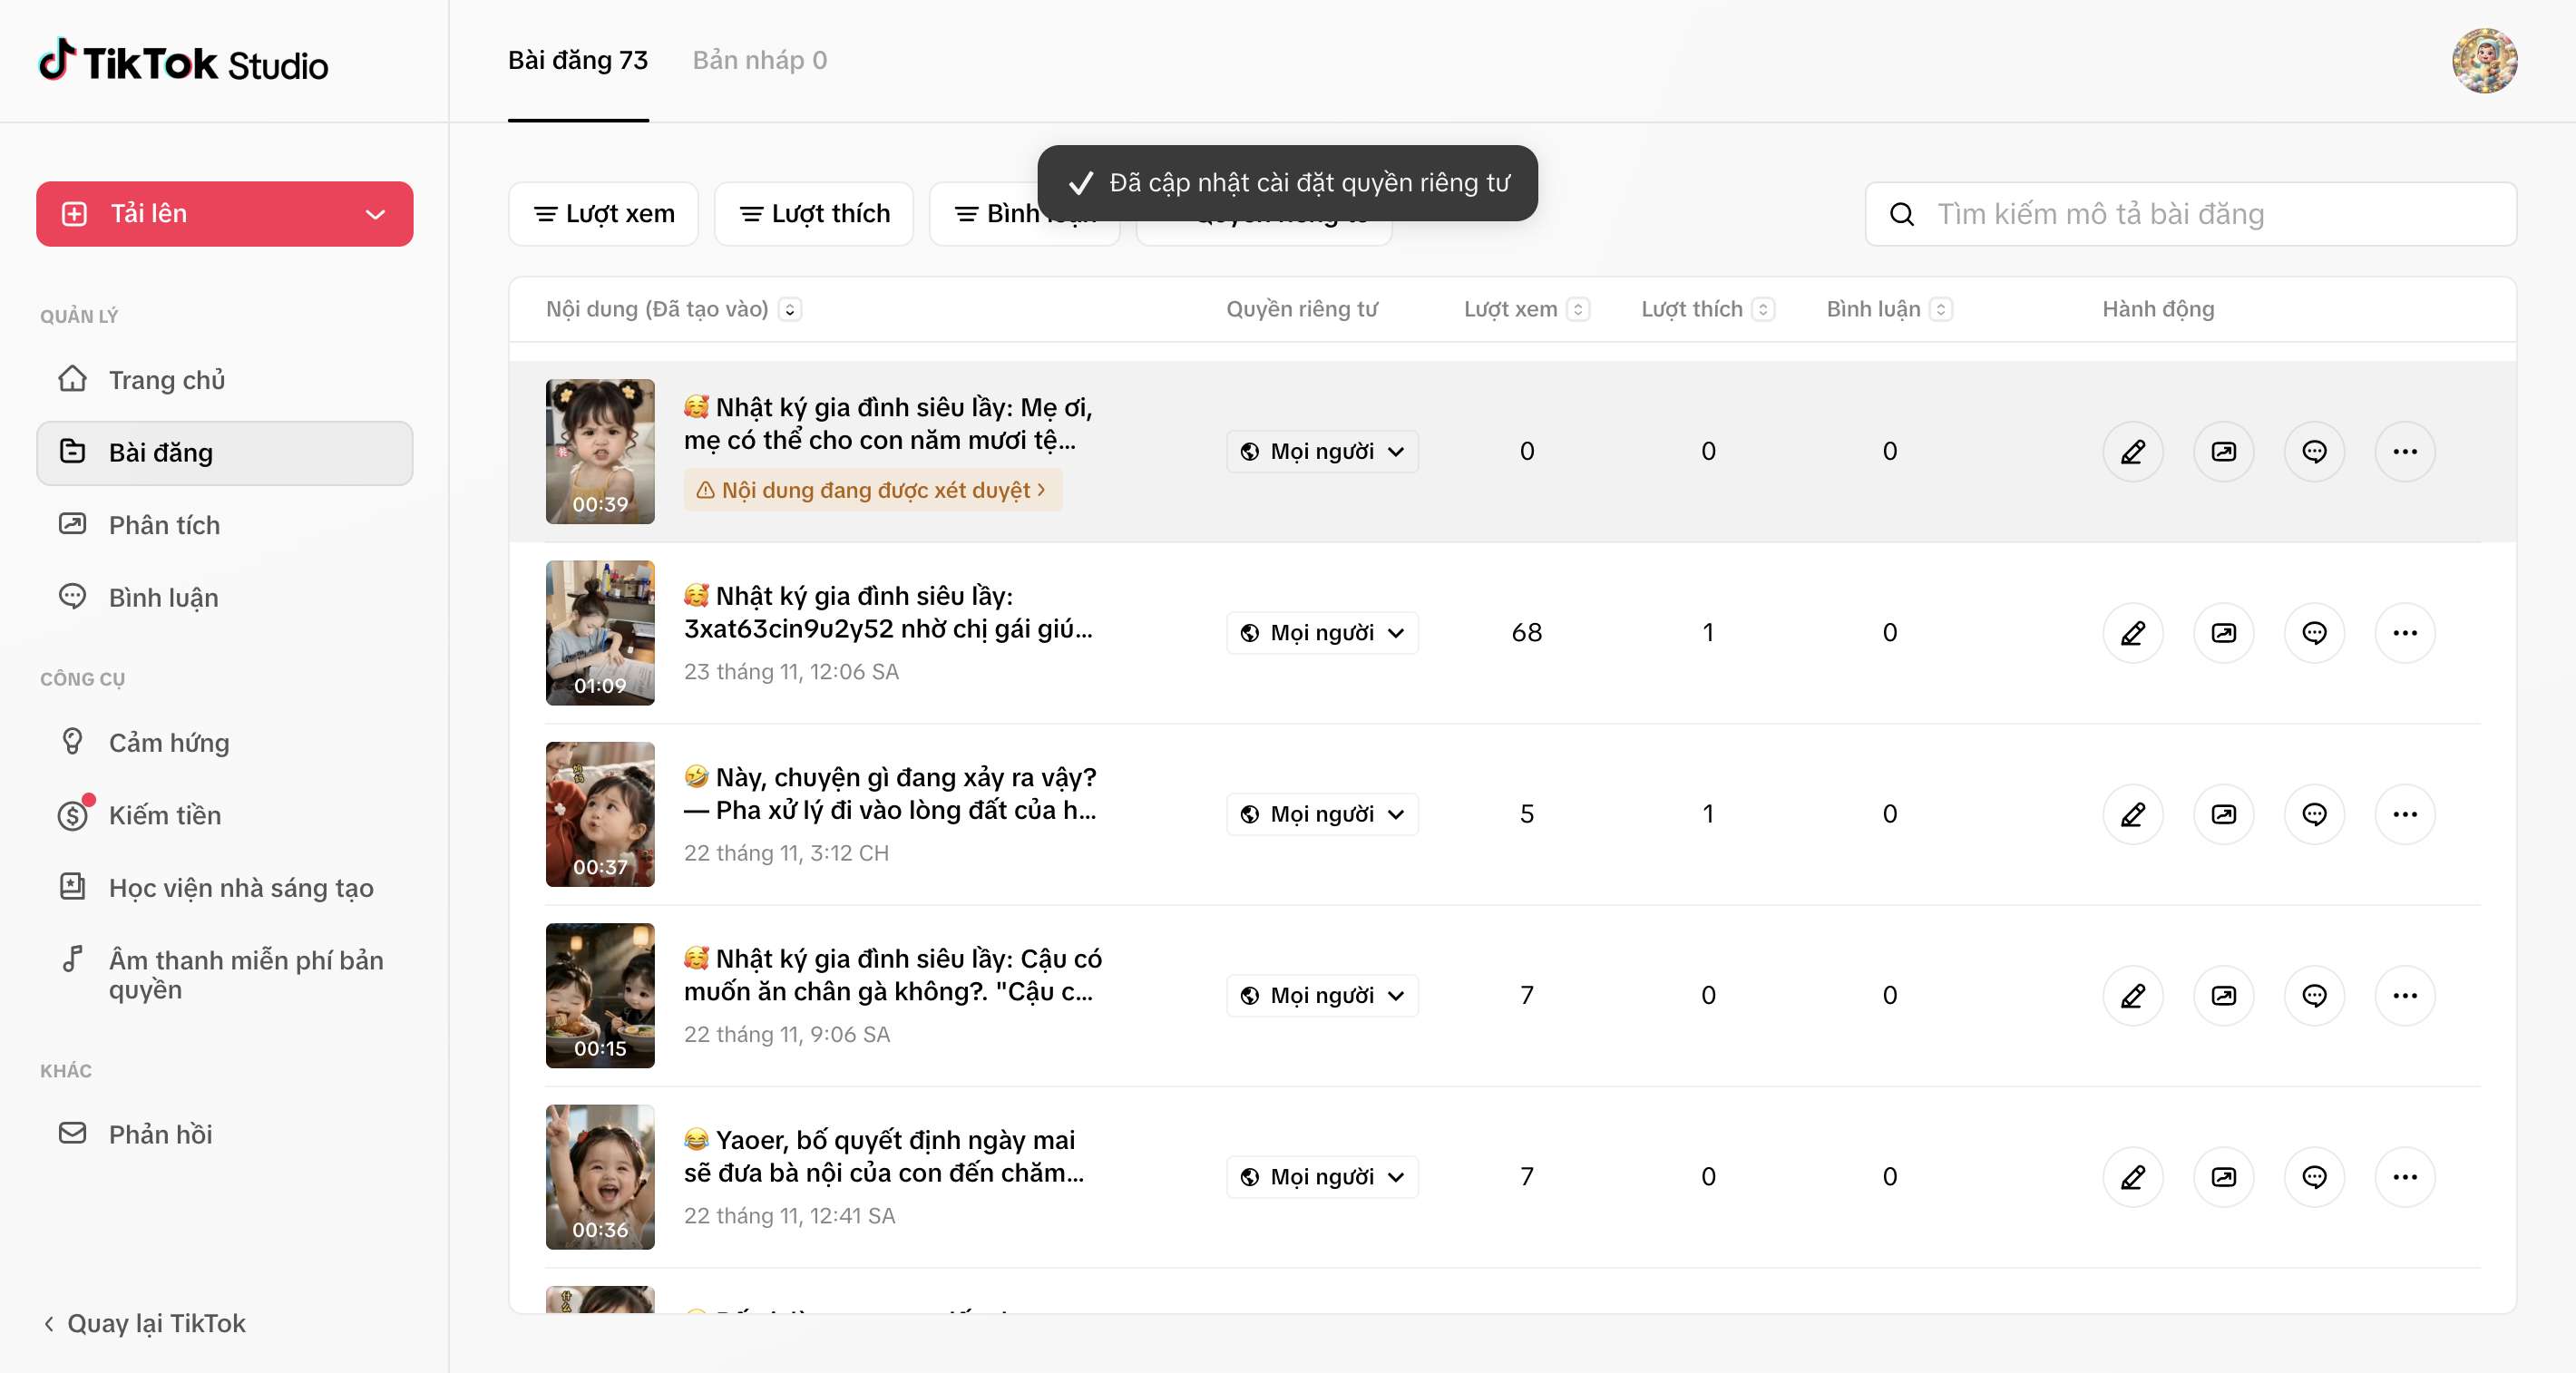 TikTok Studio
Bài đăng 73
Bản nháp 0
Đã cập nhật cài đặt quyền riêng tư
Tải lên
Lượt xem
Lượt thích
Tìm kiếm mô tả bài đăng
QUẢN LÝ
Trang chủ
Bài đăng
Phân tích
Bình luận
CÔNG CỤ
Cảm hứng
Kiếm tiền
Học viện nhà sáng tạo
Âm thanh miễn phí bản
quyền
KHÁC
Phản hồi
Quay lại TikTok
Nội dung (Đã tạo vào)
Quyền riêng tư
Lượt xem
Lượt thích
Bình luận
Hành động
00:39
🥰 Nhật ký gia đình siêu lầy: Mẹ ơi,
mẹ có thể cho con năm mươi tệ...
Nội dung đang được xét duyệt
Mọi người
0
0
0
01:09
🥰 Nhật ký gia đình siêu lầy:
3xat63cin9u2y52 nhờ chị gái giú...
23 tháng 11, 12:06 SA
Mọi người
68
1
0
00:37
🤣 Này, chuyện gì đang xảy ra vậy?
— Pha xử lý đi vào lòng đất của h...
22 tháng 11, 3:12 CH
Mọi người
5
1
0
00:15
🥰 Nhật ký gia đình siêu lầy: Cậu có
muốn ăn chân gà không?. "Cậu c...
22 tháng 11, 9:06 SA
Mọi người
7
0
0
00:36
😂 Yaoer, bố quyết định ngày mai
sẽ đưa bà nội của con đến chăm...
22 tháng 11, 12:41 SA
Mọi người
7
0
0